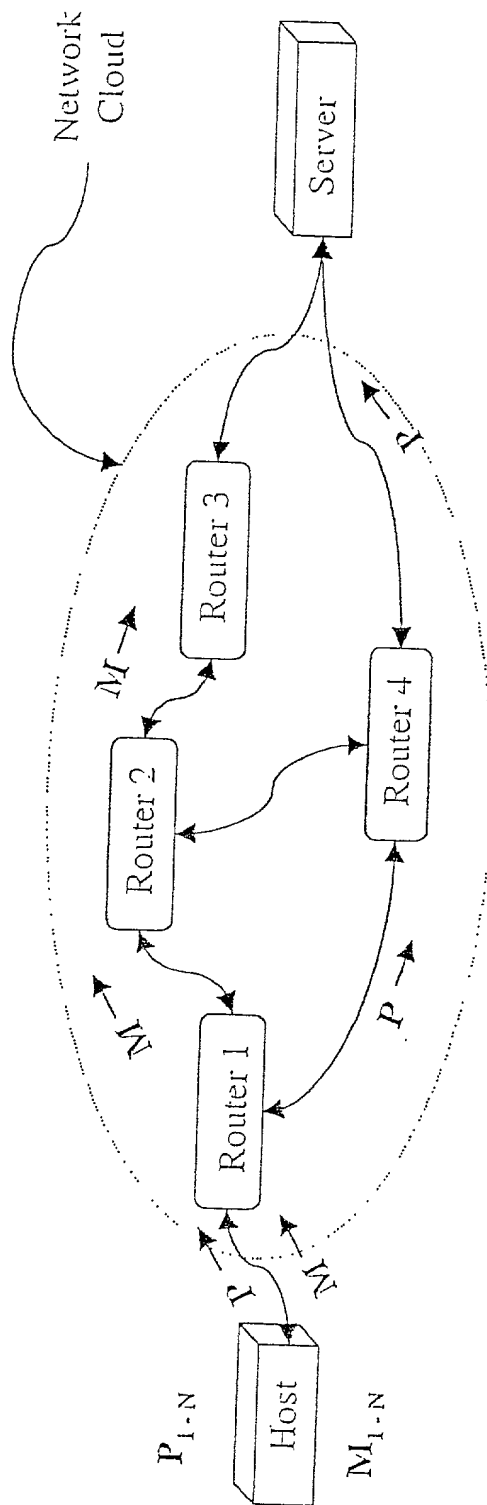 Network
Cloud
P1-N
Host
M1-N
P
M
Router 1
M
Router 2
M
Router 3
P
Router 4
P
Server